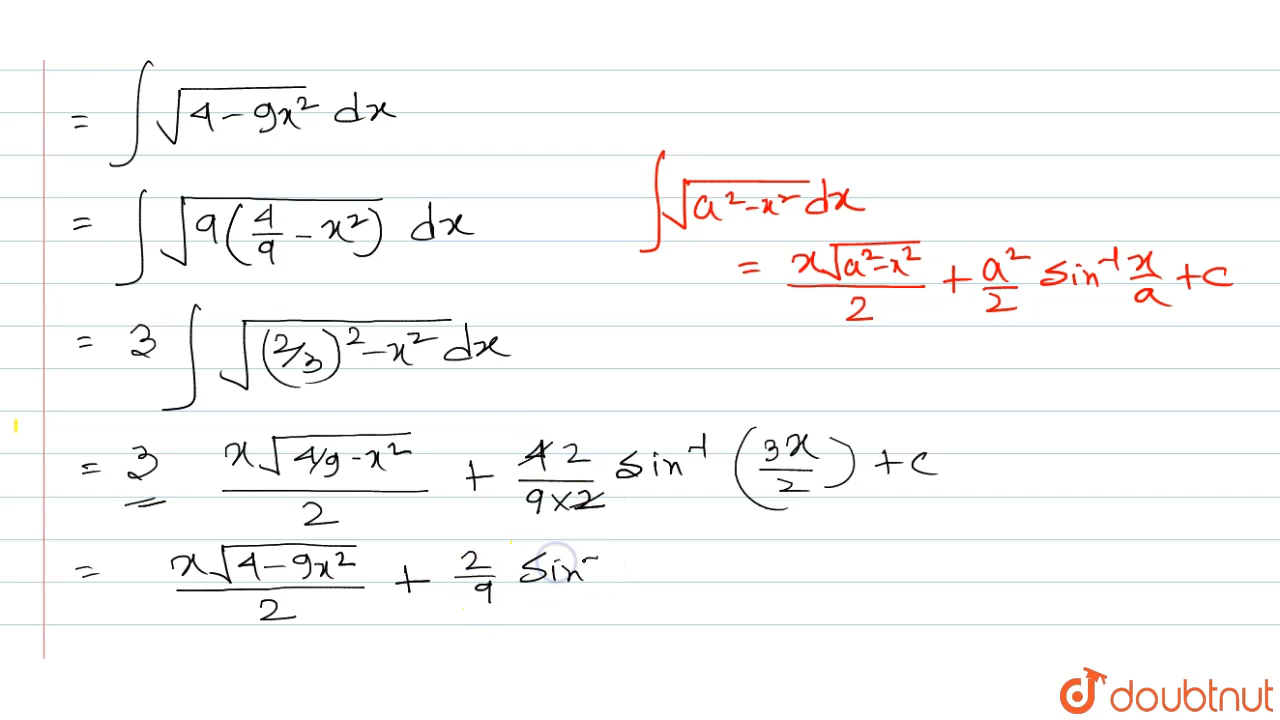 = ∫ √(4 - 9x²) dx
= ∫ √(9(4/9 - x²)) dx
= 3 ∫ √((2/3)² - x²) dx
∫ √(a² - x²) dx
= x√(a² - x²)/2 + a²/2 sin⁻¹ x/a + c
= 3 x√(4/9 - x²)/2 + 4 2/(9×2) sin⁻¹ (3x/2) + c
= x√(4 - 9x²)/2 + 2/9 sin⁻
doubtnut